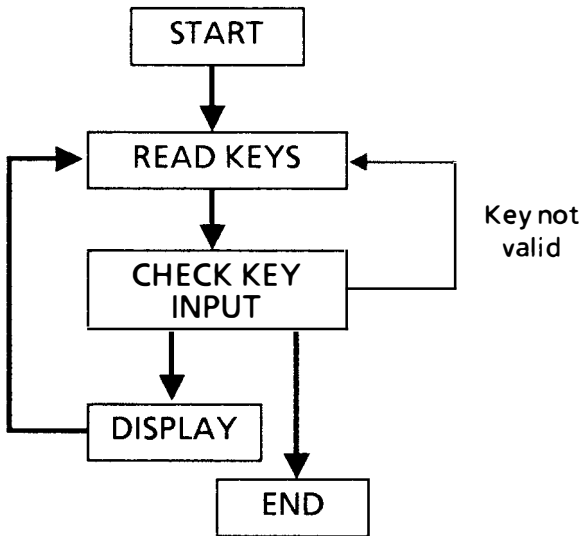 START
READ KEYS
Key not
valid
CHECK KEY
INPUT
DISPLAY
END